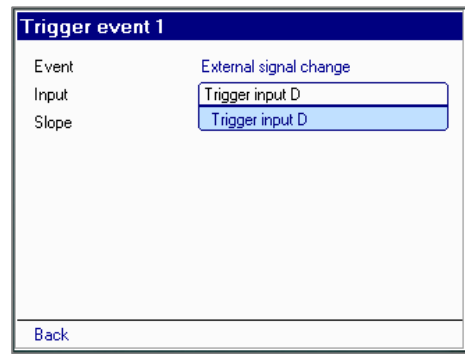 Trigger event 1
Event External signal change
Input Trigger input D
Slope Trigger input D
Back